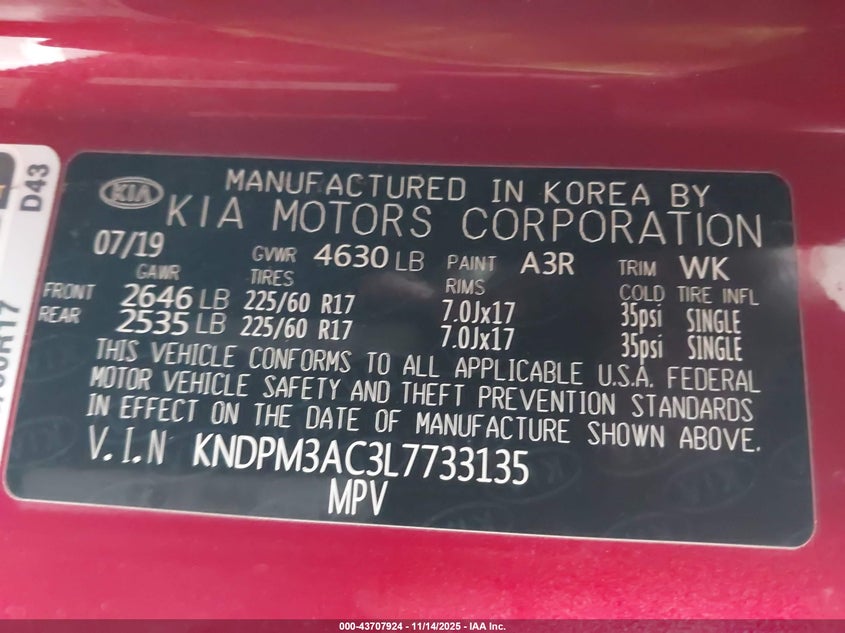 D43
KIA
MANUFACTURED IN KOREA BY
KIA MOTORS CORPORATION
07/19 GVWR 4630 LB PAINT A3R TRIM WK
GAWR TIRES RIMS COLD TIRE INFL
FRONT 2646 LB 225/60 R17 7.0Jx17 35psi SINGLE
REAR 2535 LB 225/60 R17 7.0Jx17 35psi SINGLE
THIS VEHICLE CONFORMS TO ALL APPLICABLE U.S.A. FEDERAL
MOTOR VEHICLE SAFETY AND THEFT PREVENTION STANDARDS
IN EFFECT ON THE DATE OF MANUFACTURE SHOWN ABOVE.
V.I.N KNDPM3AC3L7733135
MPV
000-43707924 - 11/14/2025 - IAA Inc.